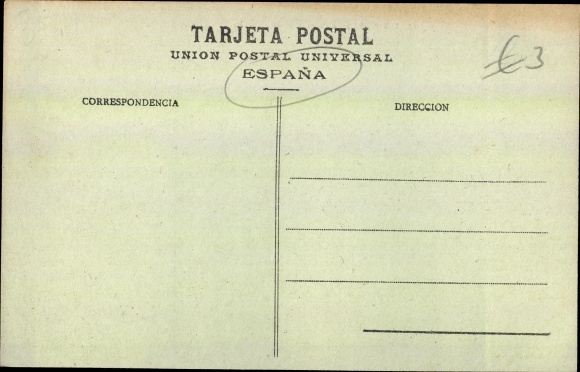 TARJETA POSTAL
UNION POSTAL UNIVERSAL
ESPAÑA
€3
CORRESPONDENCIA
DIRECCION